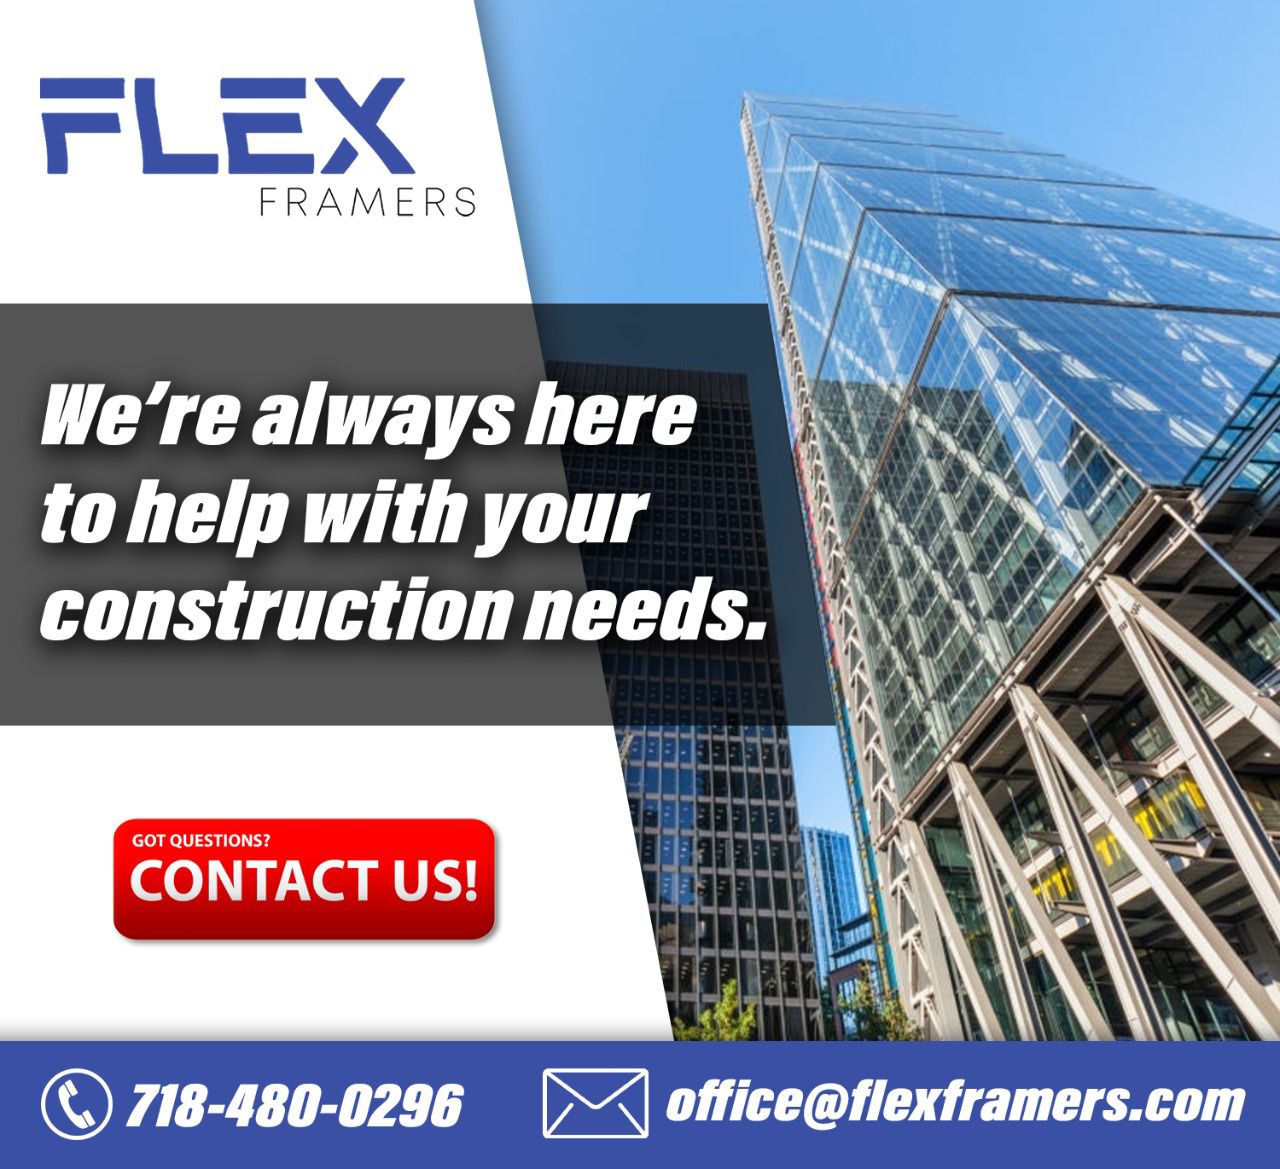 FLEX
FRAMERS
We're always here
to help with your
construction needs.
GOT QUESTIONS?
CONTACT US!
718-480-0296
office@flexframers.com